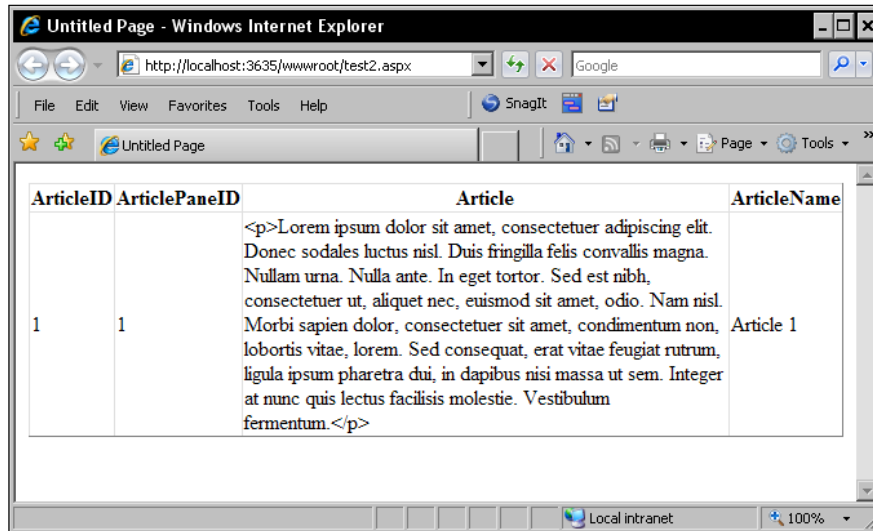 Untitled Page - Windows Internet Explorer
http://localhost:3635/wwwroot/test2.aspx
Google
File Edit View Favorites Tools Help
SnagIt
Untitled Page
Page Tools »
ArticleID ArticlePaneID Article ArticleName
<p>Lorem ipsum dolor sit amet, consectetuer adipiscing elit.
Donec sodales luctus nisl. Duis fringilla felis convallis magna.
Nullam urna. Nulla ante. In eget tortor. Sed est nibh,
consectetuer ut, aliquet nec, euismod sit amet, odio. Nam nisl.
1 1 Morbi sapien dolor, consectetuer sit amet, condimentum non, Article 1
lobortis vitae, lorem. Sed consequat, erat vitae feugiat rutrum,
ligula ipsum pharetra dui, in dapibus nisi massa ut sem. Integer
at nunc quis lectus facilisis molestie. Vestibulum
fermentum.</p>
Local intranet 100%